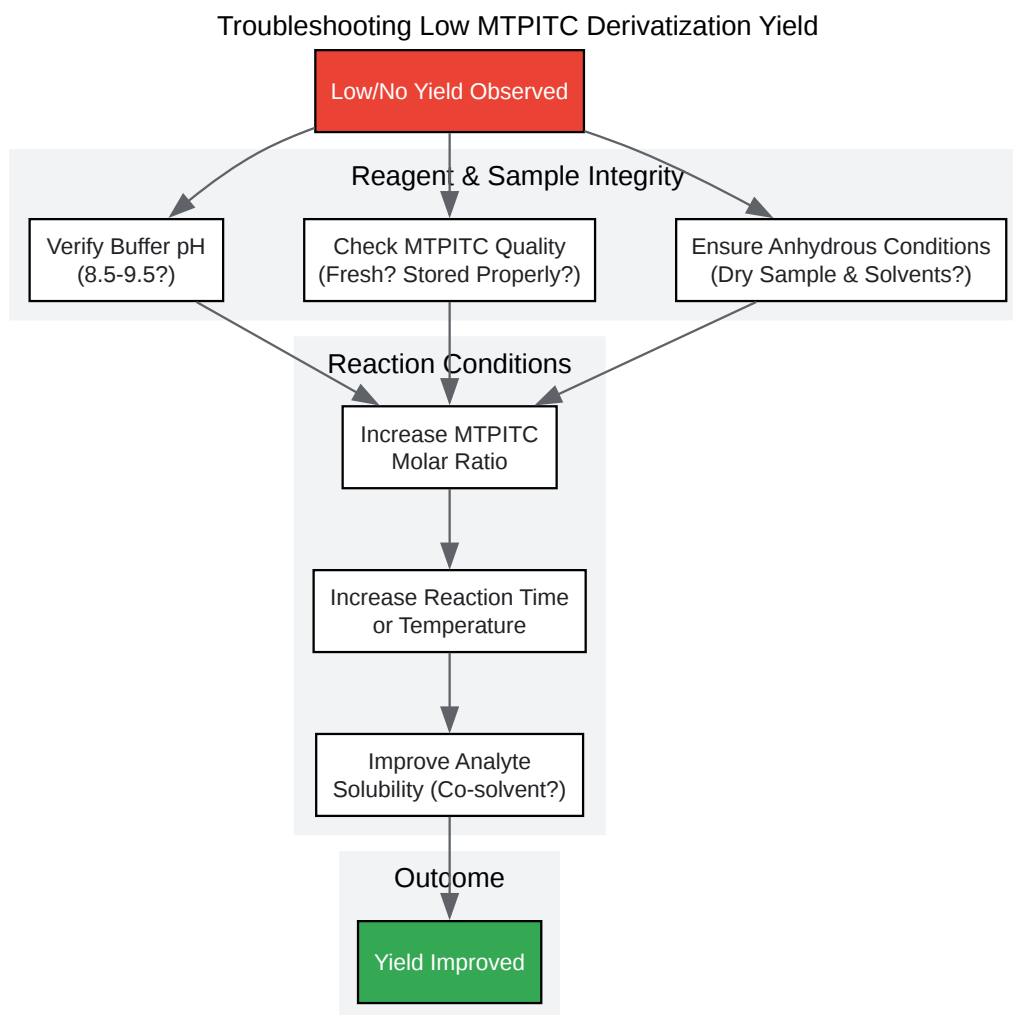 Troubleshooting Low MTPITC Derivatization Yield
Low/No Yield Observed
Reagent & Sample Integrity
Verify Buffer pH
(8.5-9.5?)
Check MTPITC Quality
(Fresh? Stored Properly?)
Ensure Anhydrous Conditions
(Dry Sample & Solvents?)
Reaction Conditions
Increase MTPITC
Molar Ratio
Increase Reaction Time
or Temperature
Improve Analyte
Solubility (Co-solvent?)
Outcome
Yield Improved